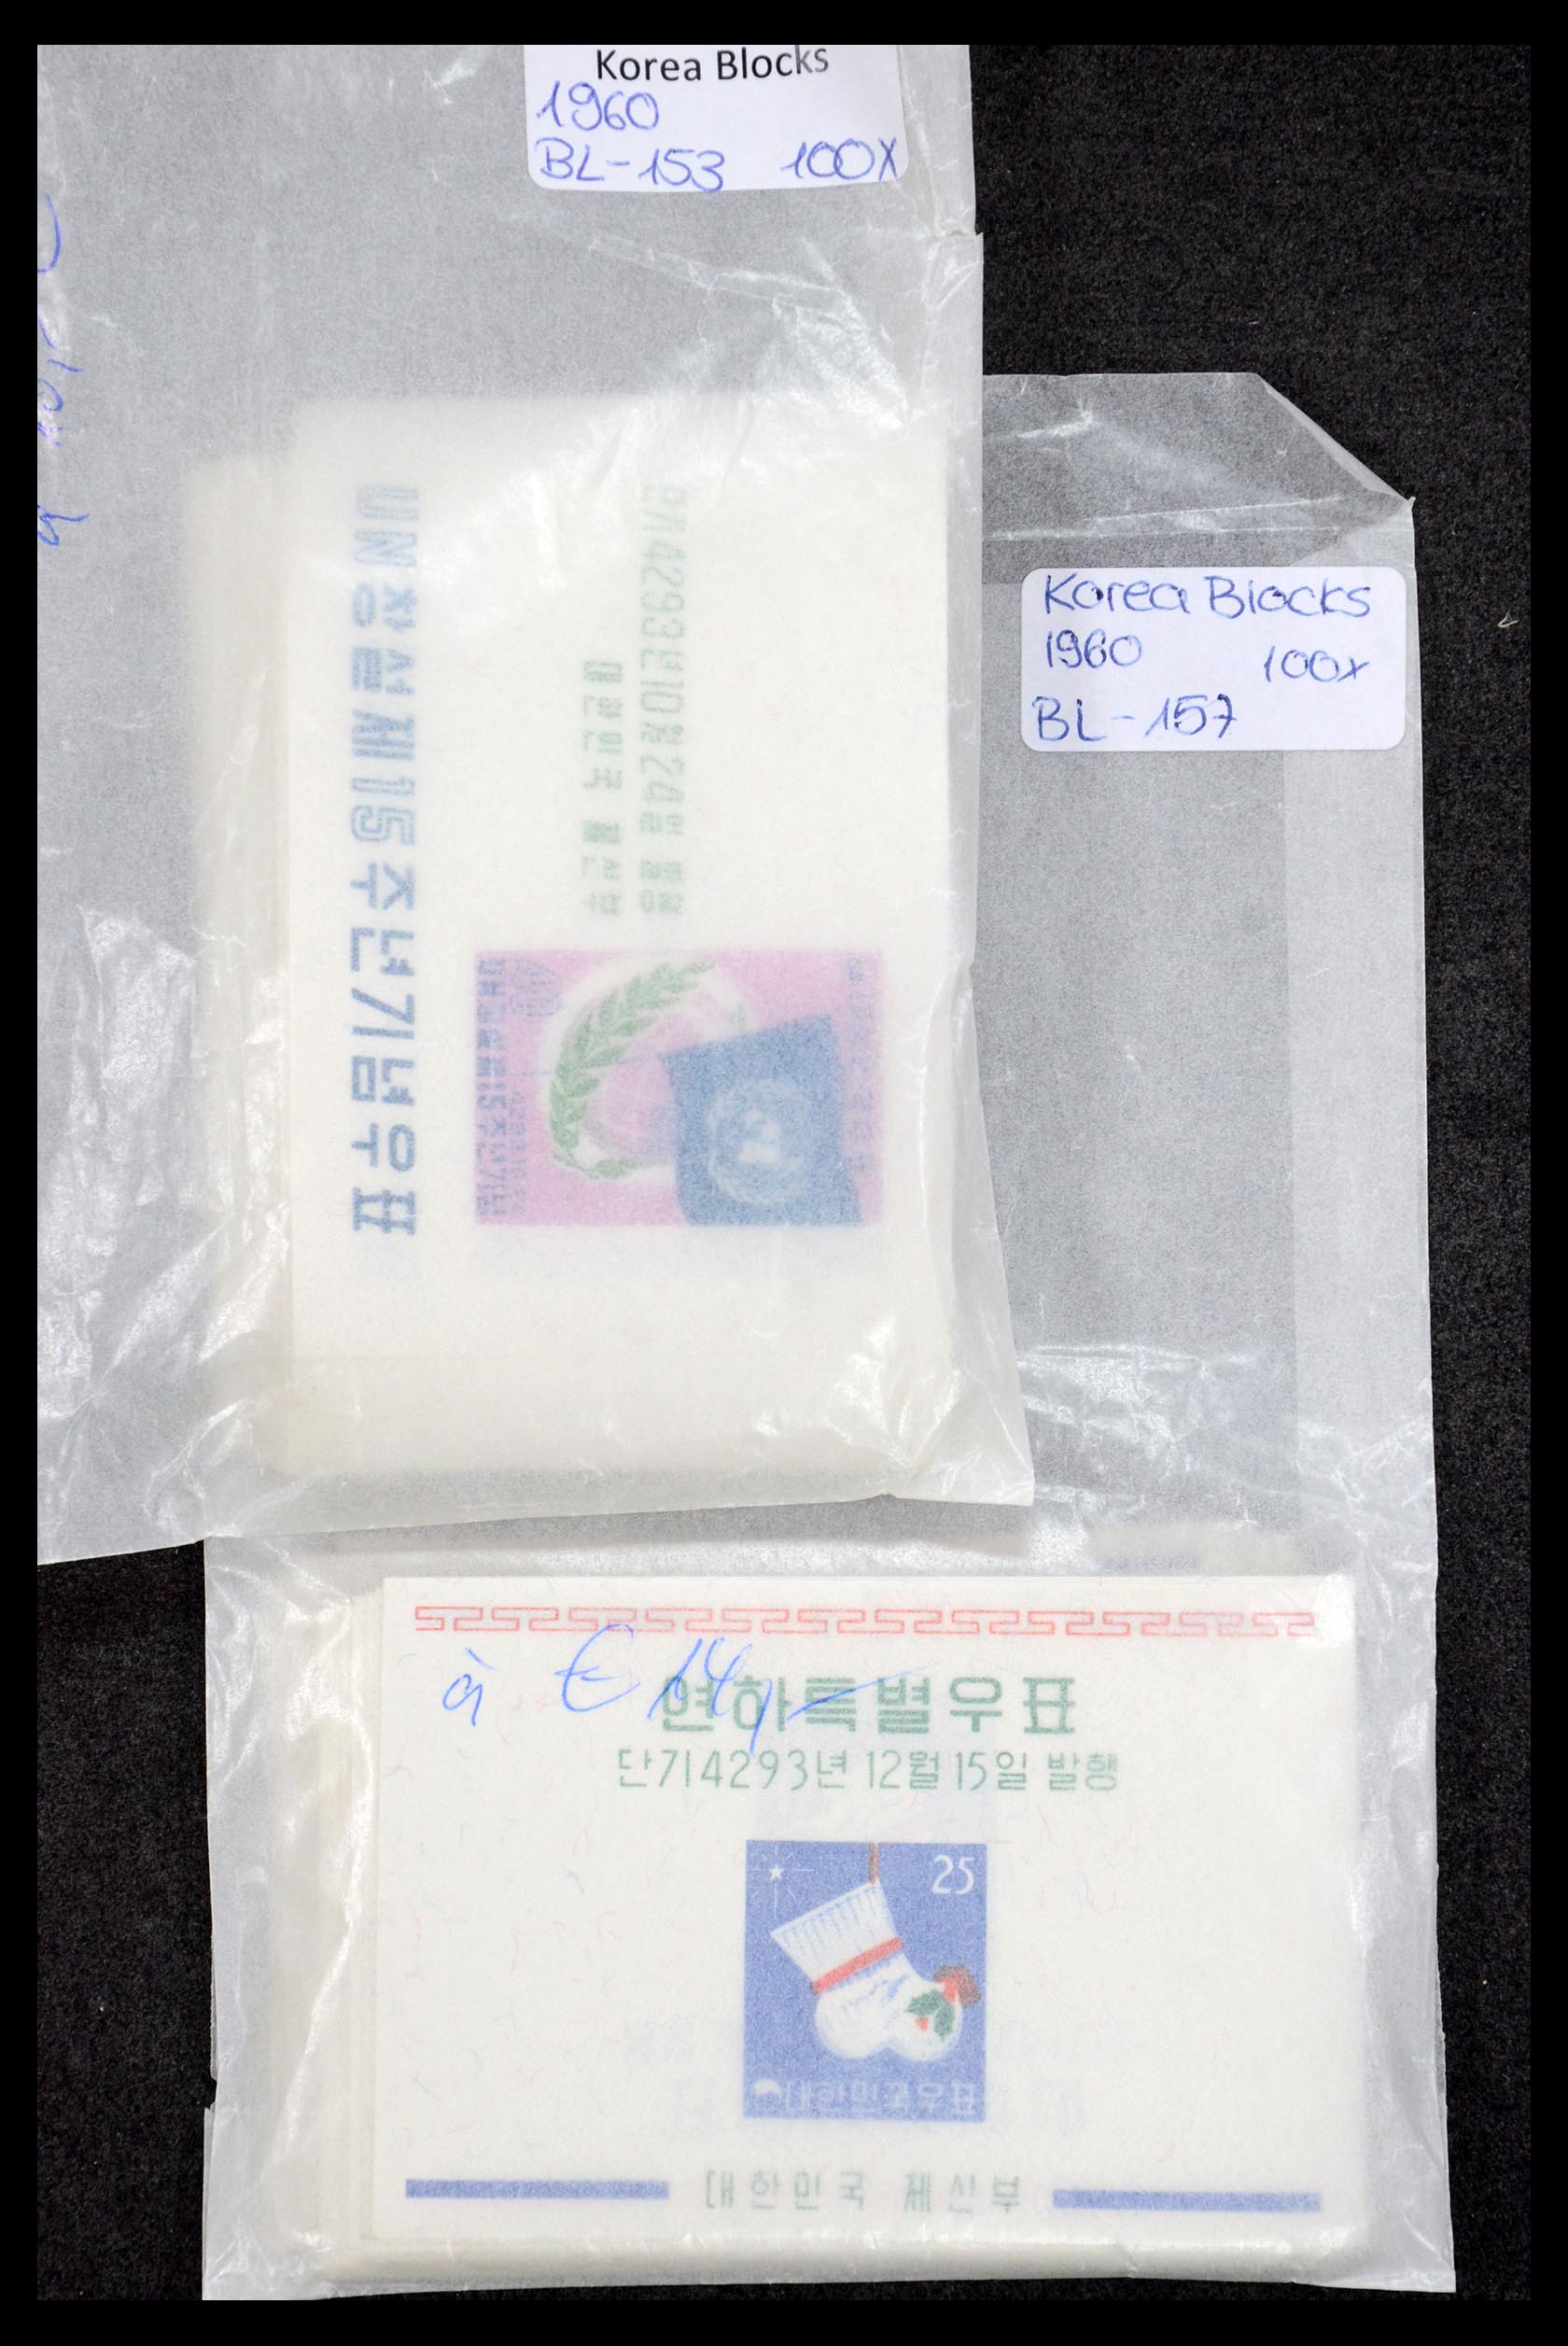 Korea Blocks
1960
BL-153 100X
UN창설제15주년기념우표
단기4293년10월24일 발행
대한민국 체신부
Korea Blocks
1960 100x
BL-157
à € 14,-
연하특별우표
단기4293년 12월 15일 발행
25
대한민국우표
대한민국 체신부